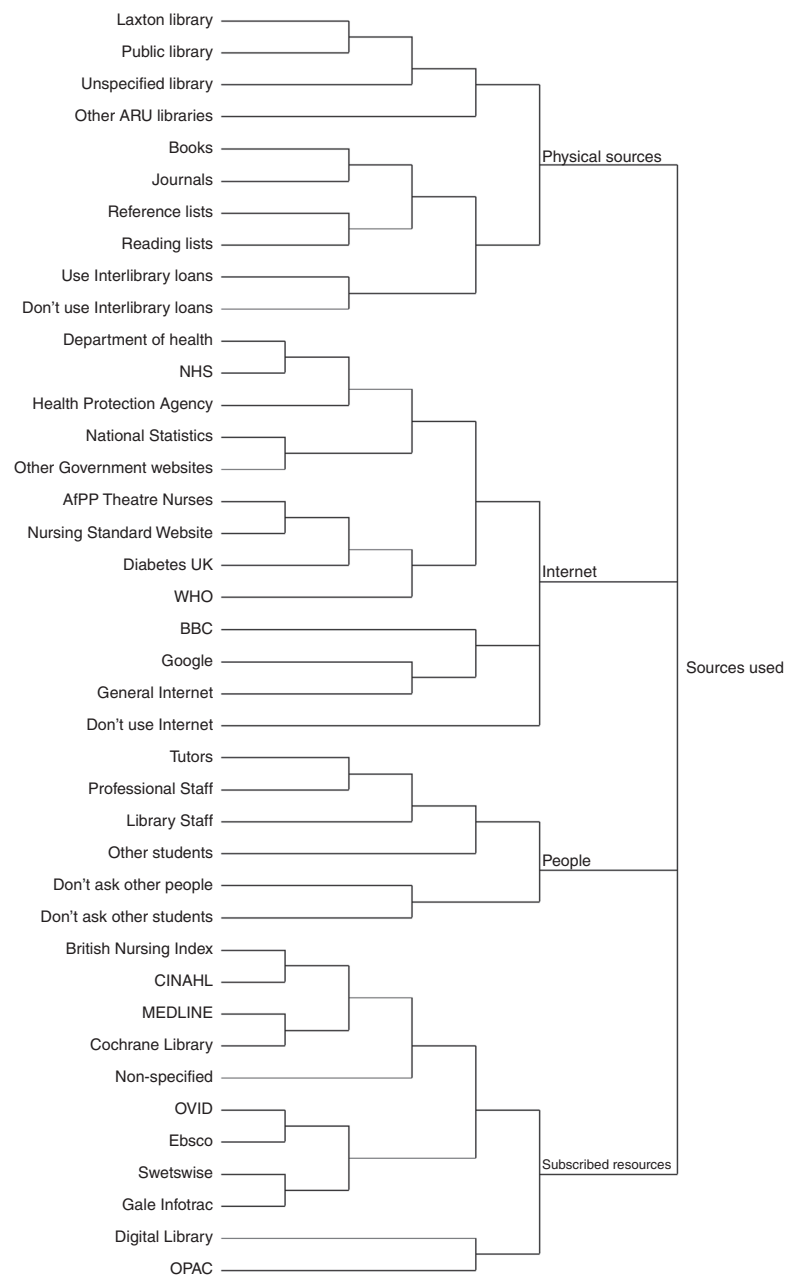 Laxton library
Public library
Unspecified library
Other ARU libraries
Books
Physical sources
Journals
Reference lists
Reading lists
Use Interlibrary loans
Don't use Interlibrary loans
Department of health
NHS
Health Protection Agency
National Statistics
Other Government websites
AfPP Theatre Nurses
Nursing Standard Website
Diabetes UK
Internet
WHO
BBC
Google
Sources used
General Internet
Don't use Internet
Tutors
Professional Staff
Library Staff
Other students
People
Don't ask other people
Don't ask other students
British Nursing Index
CINAHL
MEDLINE
Cochrane Library
Non-specified
OVID
Ebsco
Subscribed resources
Swetswise
Gale Infotrac
Digital Library
OPAC